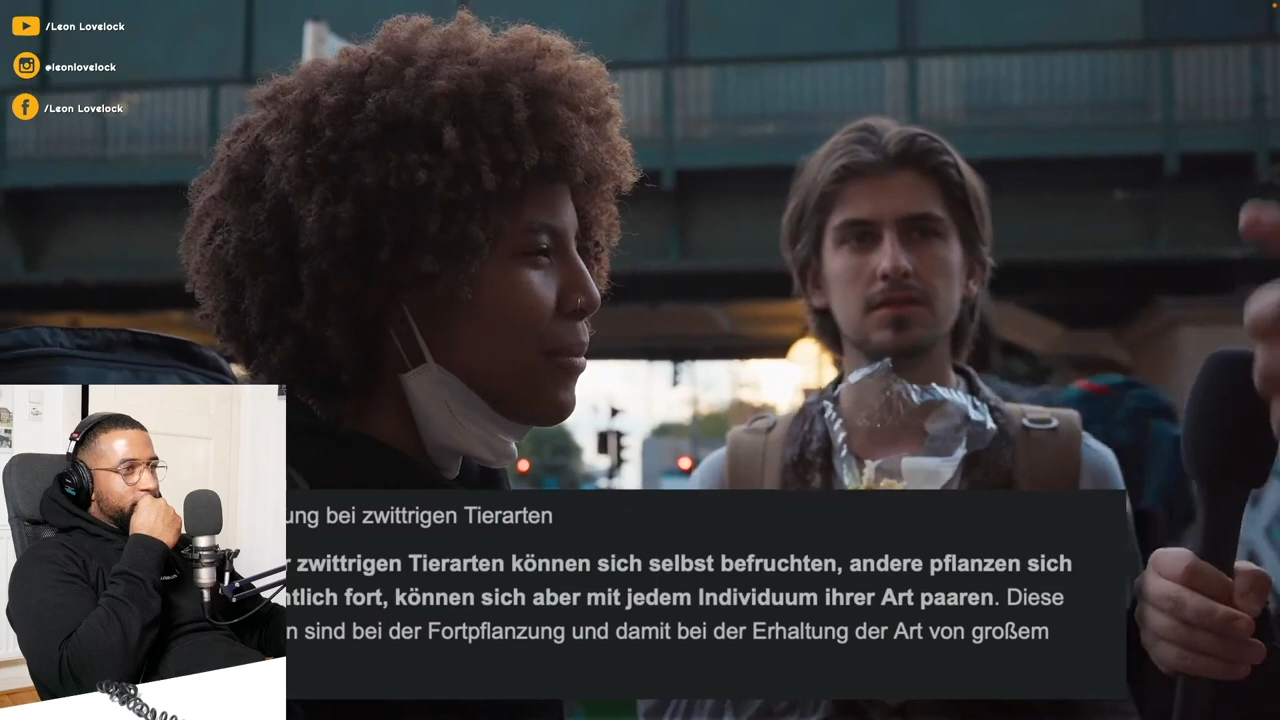 /Leon Lovelock
@leonlovelock
/Leon Lovelock
bei zwittrigen Tierarten
zwittrigen Tierarten können sich selbst befruchten, andere pflanzen sich
fort, können sich aber mit jedem Individuum ihrer Art paaren. Diese
sind bei der Fortpflanzung und damit bei der Erhaltung der Art von großem